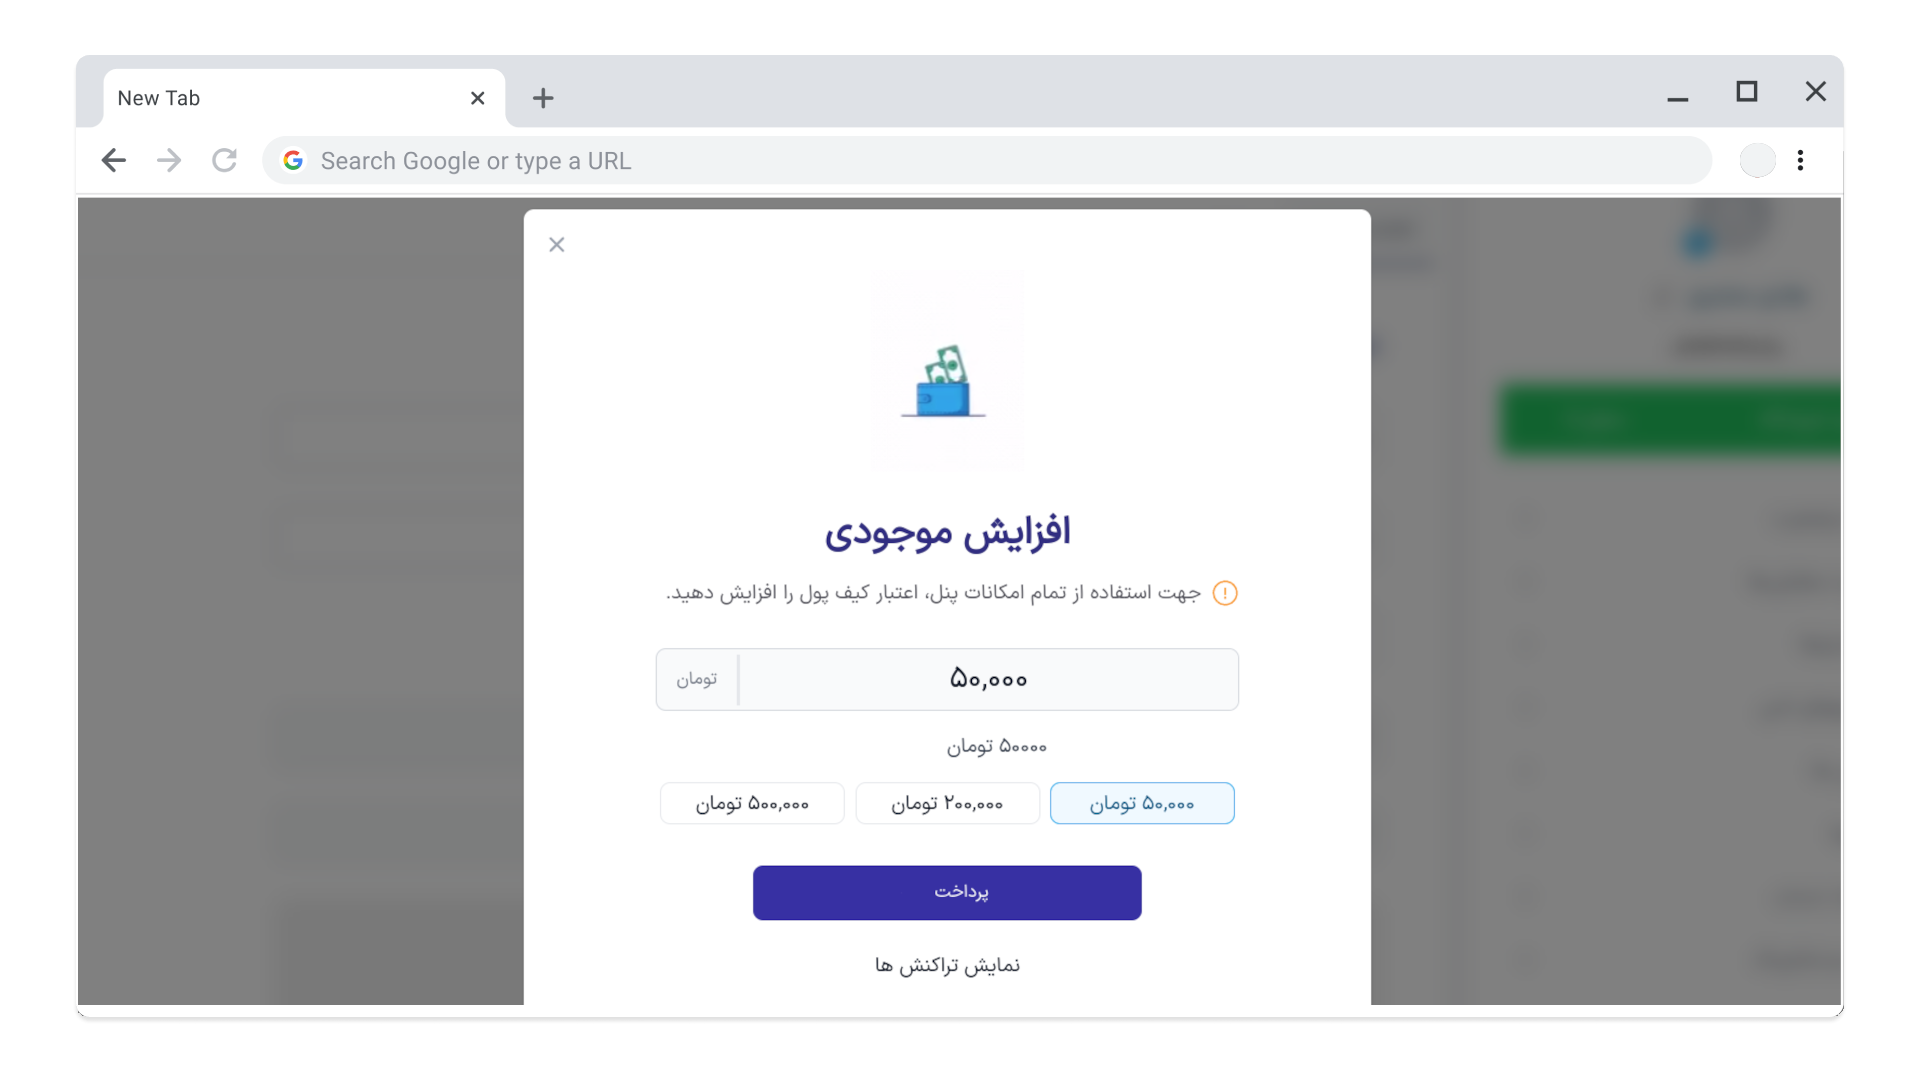 New Tab
Search Google or type a URL
افزایش موجودی
جهت استفاده از تمام امکانات پنل، اعتبار کیف پول را افزایش دهید.
۵۰,۰۰۰ تومان
۵۰۰۰۰ تومان
۵۰,۰۰۰ تومان
۲۰۰,۰۰۰ تومان
۵۰۰,۰۰۰ تومان
پرداخت
نمایش تراکنش ها